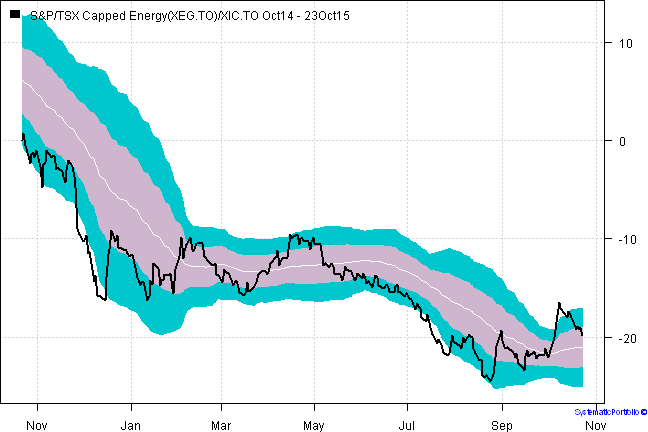 S&P/TSX Capped Energy(XEG.TO)/XIC.TO Oct14 - 23Oct15
10
0
-10
-20
SystematicPortfolio ©
Nov Jan Mar May Jul Sep Nov